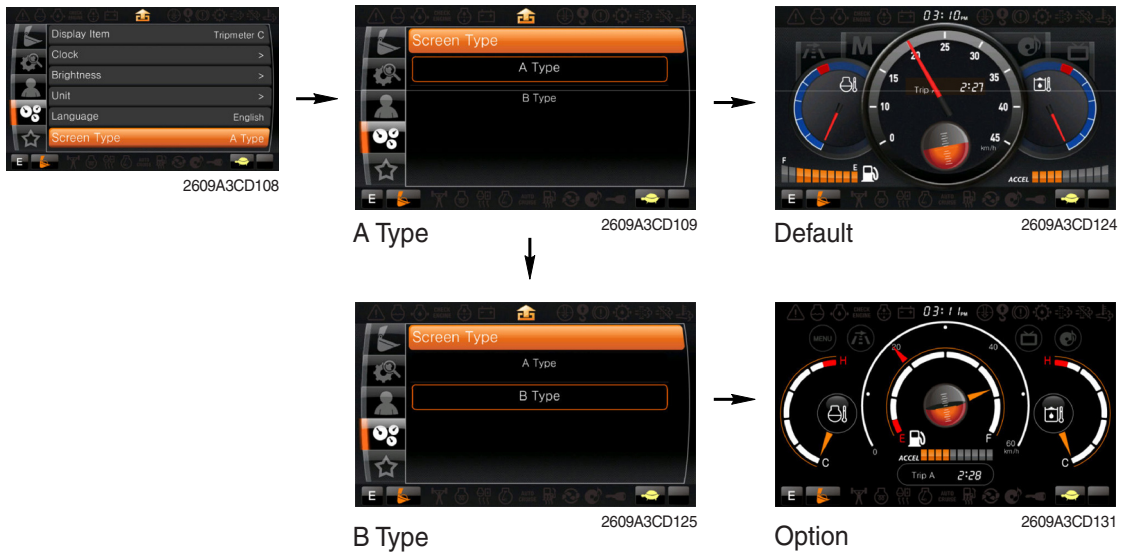 Display Item Tripmeter C
Clock >
Brightness >
Unit >
Language English
Screen Type A Type
E
2609A3CD108
Screen Type
A Type
B Type
E
2609A3CD109
A Type
03:10PM
M
0 10 15 20 25 30 35 40 45
km/h
Trip A 2:27
F E
ACCEL
E
2609A3CD124
Default
Screen Type
A Type
B Type
E
2609A3CD125
B Type
03:11PM
MENU
0 20 40 60
km/h
H C
E F
H C
ACCEL
Trip A 2:28
E
2609A3CD131
Option